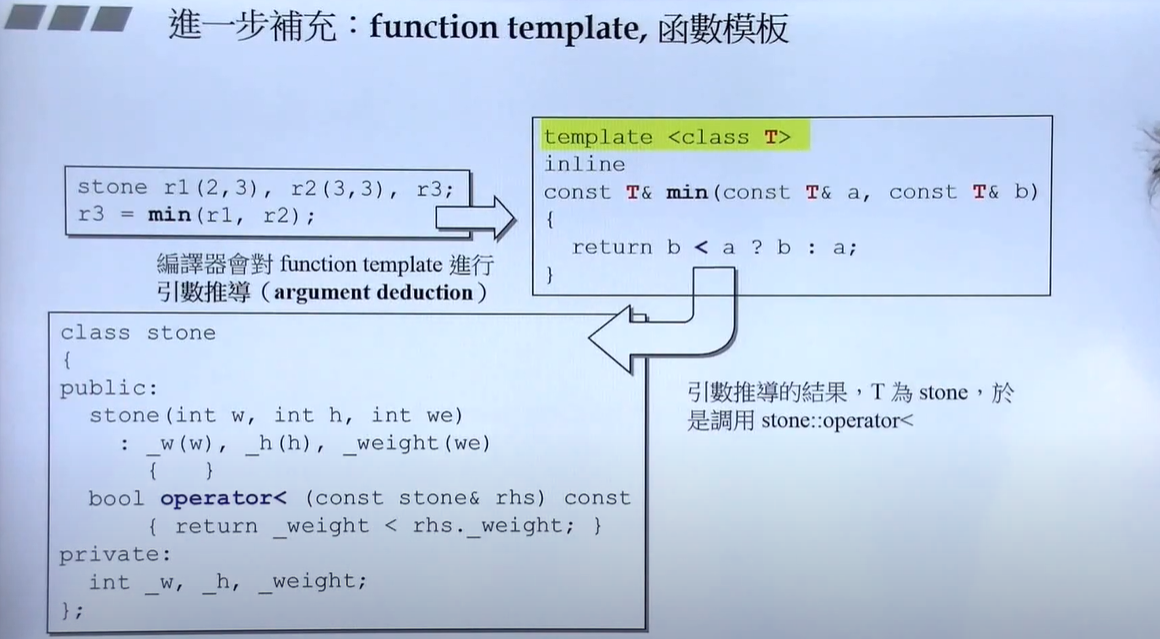 進一步補充：function template, 函數模板
stone r1(2,3), r2(3,3), r3;
r3 = min(r1, r2);
編譯器會對 function template 進行
引數推導（argument deduction）
template <class T>
inline
const T& min(const T& a, const T& b)
{
return b < a ? b : a;
}
class stone
{
public:
stone(int w, int h, int we)
: _w(w), _h(h), _weight(we)
{ }
bool operator< (const stone& rhs) const
{ return _weight < rhs._weight; }
private:
int _w, _h, _weight;
};
引數推導的結果，T 為 stone，於
是調用 stone::operator<